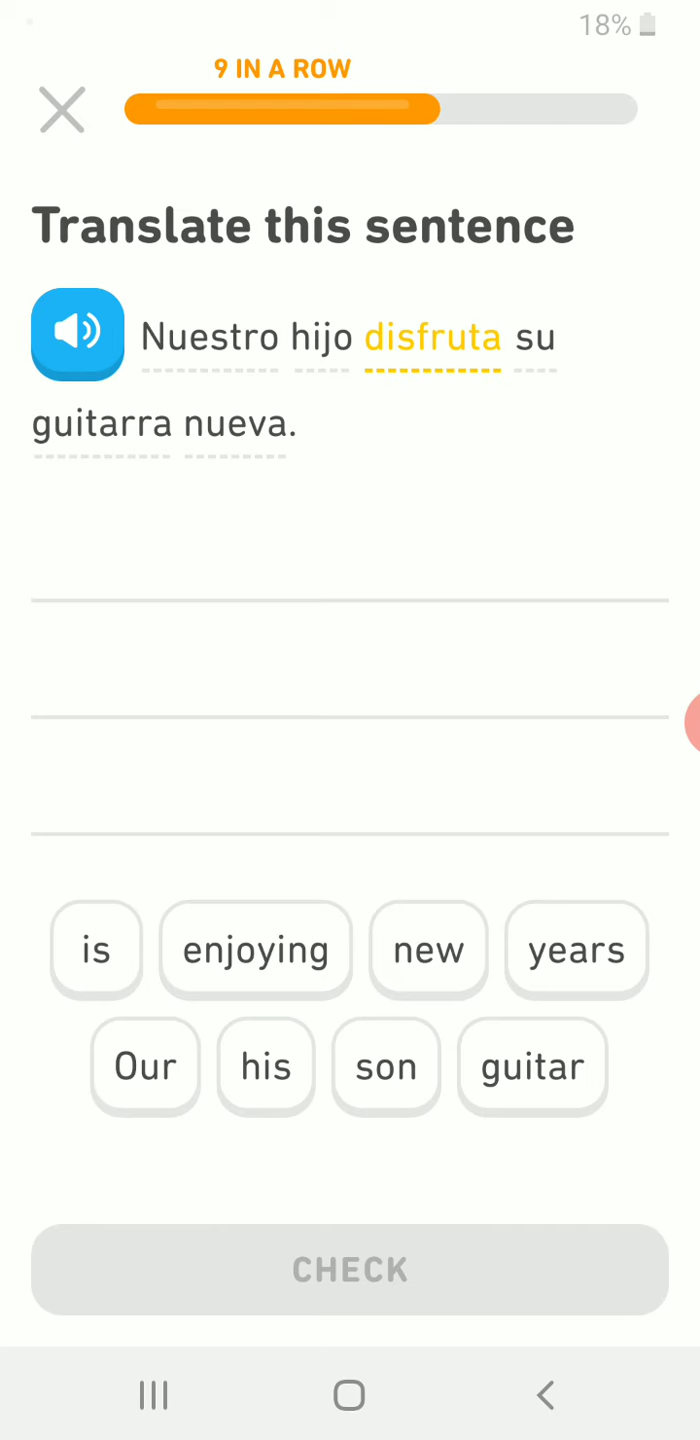 18%
9 IN A ROW
Translate this sentence
Nuestro hijo disfruta su
guitarra nueva.
is enjoying new years
Our his son guitar
CHECK